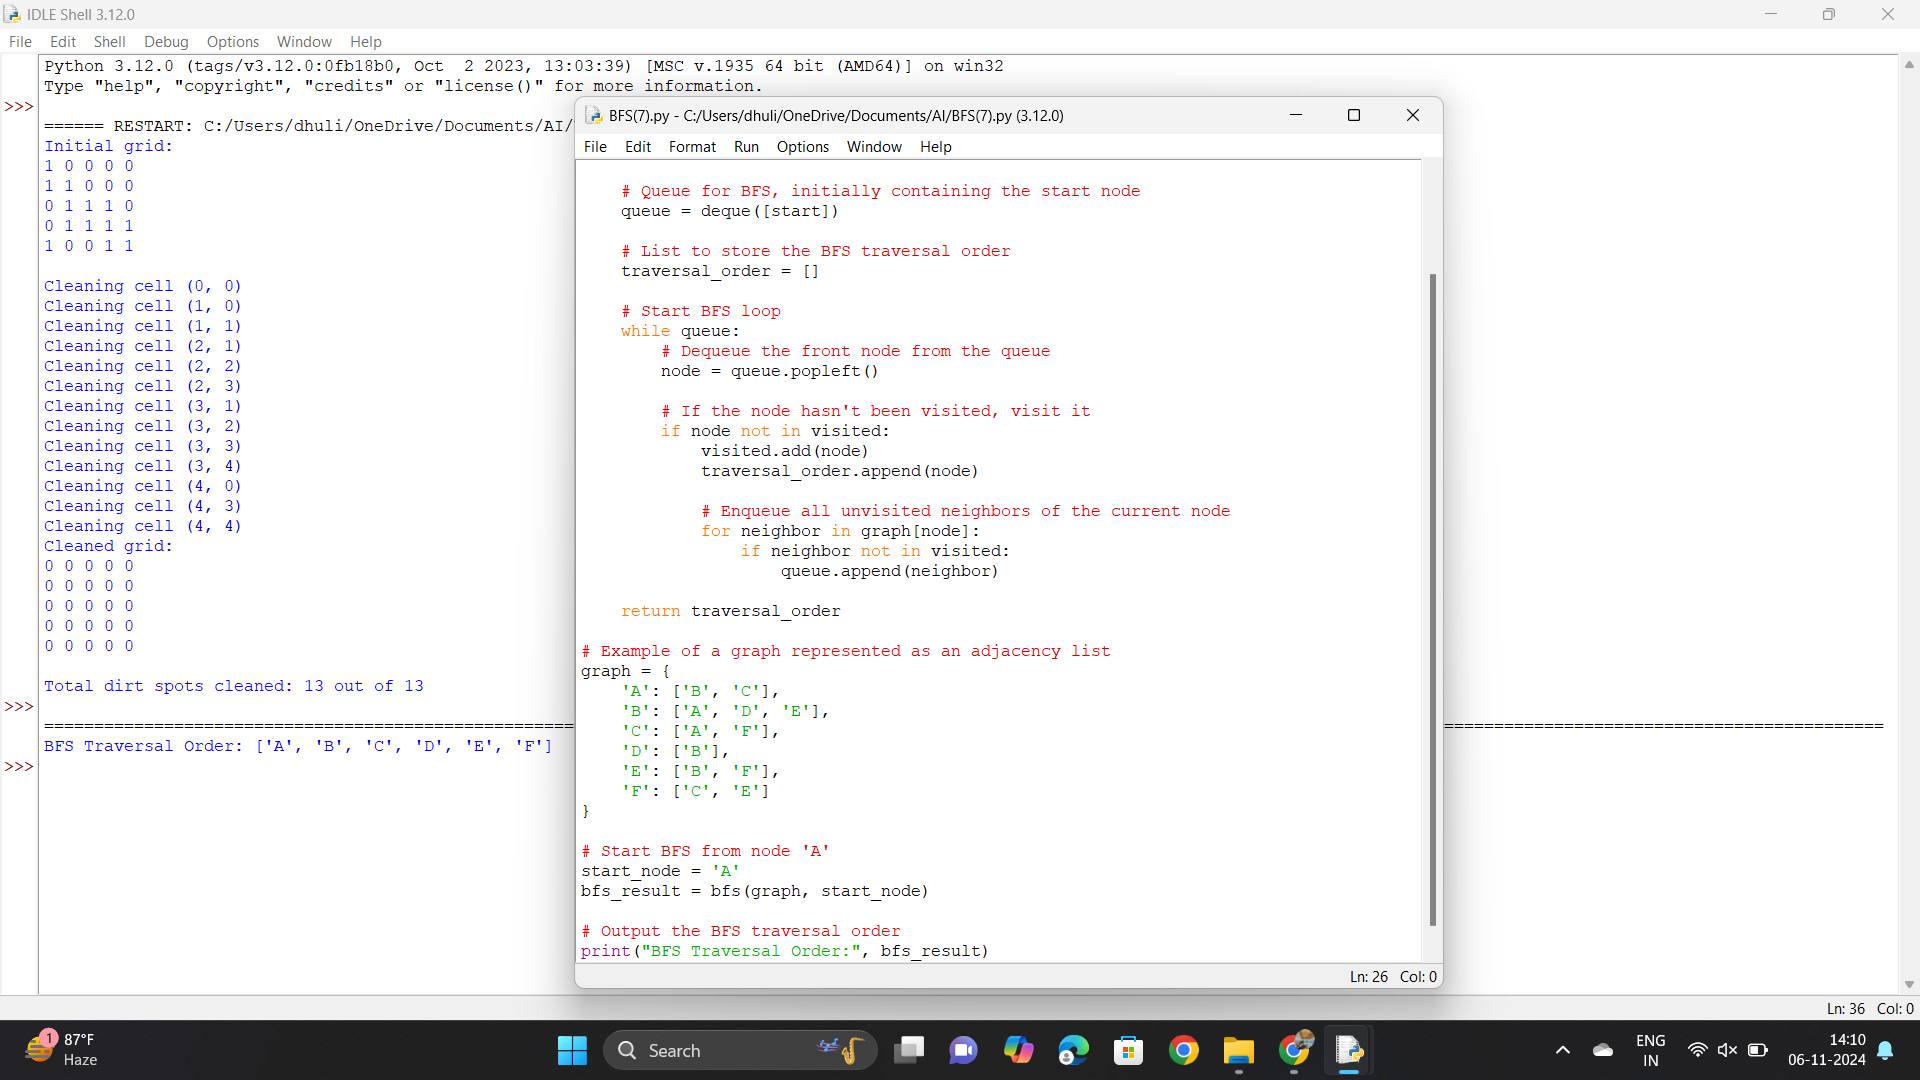 IDLE Shell 3.12.0
File Edit Shell Debug Options Window Help
Python 3.12.0 (tags/v3.12.0:0fb18b0, Oct  2 2023, 13:03:39) [MSC v.1935 64 bit (AMD64)] on win32
Type "help", "copyright", "credits" or "license()" for more information.
>>>
====== RESTART: C:/Users/dhuli/OneDrive/Documents/AI/
Initial grid:
1 0 0 0 0
1 1 0 0 0
0 1 1 1 0
0 1 1 1 1
1 0 0 1 1
Cleaning cell (0, 0)
Cleaning cell (1, 0)
Cleaning cell (1, 1)
Cleaning cell (2, 1)
Cleaning cell (2, 2)
Cleaning cell (2, 3)
Cleaning cell (3, 1)
Cleaning cell (3, 2)
Cleaning cell (3, 3)
Cleaning cell (3, 4)
Cleaning cell (4, 0)
Cleaning cell (4, 3)
Cleaning cell (4, 4)
Cleaned grid:
0 0 0 0 0
0 0 0 0 0
0 0 0 0 0
0 0 0 0 0
0 0 0 0 0
Total dirt spots cleaned: 13 out of 13
>>>
=====================================================
BFS Traversal Order: ['A', 'B', 'C', 'D', 'E', 'F']
>>>
BFS(7).py - C:/Users/dhuli/OneDrive/Documents/AI/BFS(7).py (3.12.0)
File Edit Format Run Options Window Help
    # Queue for BFS, initially containing the start node
    queue = deque([start])
    # List to store the BFS traversal order
    traversal_order = []
    # Start BFS loop
    while queue:
        # Dequeue the front node from the queue
        node = queue.popleft()
        # If the node hasn't been visited, visit it
        if node not in visited:
            visited.add(node)
            traversal_order.append(node)
            # Enqueue all unvisited neighbors of the current node
            for neighbor in graph[node]:
                if neighbor not in visited:
                    queue.append(neighbor)
    return traversal_order
# Example of a graph represented as an adjacency list
graph = {
    'A': ['B', 'C'],
    'B': ['A', 'D', 'E'],
    'C': ['A', 'F'],
    'D': ['B'],
    'E': ['B', 'F'],
    'F': ['C', 'E']
}
# Start BFS from node 'A'
start_node = 'A'
bfs_result = bfs(graph, start_node)
# Output the BFS traversal order
print("BFS Traversal Order:", bfs_result)
Ln: 26 Col: 0
Ln: 36 Col: 0
1
87°F
Haze
Search
ENG
IN
14:10
06-11-2024